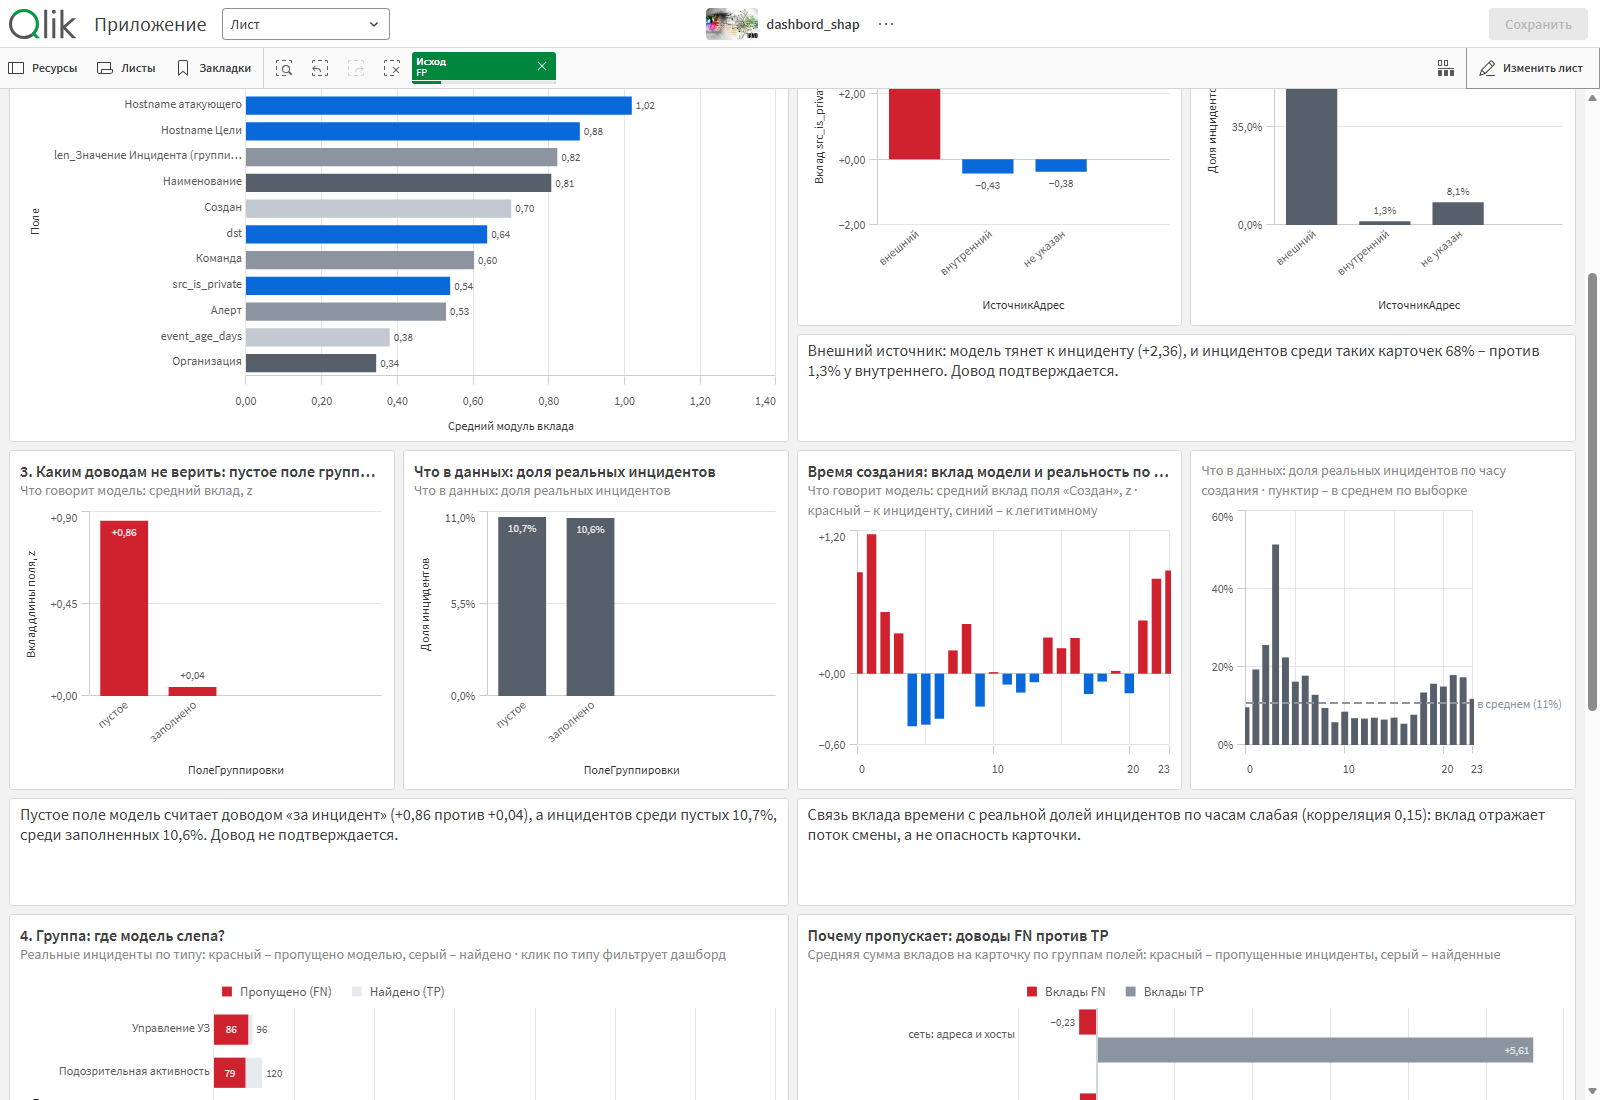 Qlik
Приложение
Лист
dashbord_shap
···
Сохранить
Ресурсы
Листы
Закладки
Исход
FP
Изменить лист
Поле
Hostname атакующего
1,02
Hostname Цели
0,88
len_Значение Инцидента (группи...
0,82
Наименование
0,81
Создан
0,70
dst
0,64
Команда
0,60
src_is_private
0,54
Алерт
0,53
event_age_days
0,38
Организация
0,34
0,00 0,20 0,40 0,60 0,80 1,00 1,20 1,40
Средний модуль вклада
Вклад src_is_priva
+2,00
+0,00
−2,00
−0,43
−0,38
внешний
внутренний
не указан
ИсточникАдрес
35,0%
0,0%
1,3%
8,1%
внешний
внутренний
не указан
ИсточникАдрес
Внешний источник: модель тянет к инциденту (+2,36), и инцидентов среди таких карточек 68% – против
1,3% у внутреннего. Довод подтверждается.
3. Каким доводам не верить: пустое поле групп...
Что говорит модель: средний вклад, z
Вклад длины поля, z
+0,90
+0,45
+0,00
+0,86
+0,04
пустое
заполнено
ПолеГруппировки
Что в данных: доля реальных инцидентов
Что в данных: доля реальных инцидентов
Доля инцидентов
11,0%
5,5%
0,0%
10,7%
10,6%
пустое
заполнено
ПолеГруппировки
Время создания: вклад модели и реальность по ...
Что говорит модель: средний вклад поля «Создан», z ·
красный – к инциденту, синий – к легитимному
+1,20
+0,00
−0,60
0 10 20 23
Что в данных: доля реальных инцидентов по часу
создания · пунктир – в среднем по выборке
60%
40%
20%
0%
в среднем (11%)
0 10 20 23
Пустое поле модель считает доводом «за инцидент» (+0,86 против +0,04), а инцидентов среди пустых 10,7%,
среди заполненных 10,6%. Довод не подтверждается.
Связь вклада времени с реальной долей инцидентов по часам слабая (корреляция 0,15): вклад отражает
поток смены, а не опасность карточки.
4. Группа: где модель слепа?
Реальные инциденты по типу: красный – пропущено моделью, серый – найдено · клик по типу фильтрует дашборд
Пропущено (FN)
Найдено (TP)
Управление УЗ
86
96
Подозрительная активность
79
120
Почему пропускает: доводы FN против TP
Средняя сумма вкладов на карточку по группам полей: красный – пропущенные инциденты, серый – найденные
Вклады FN
Вклады TP
сеть: адреса и хосты
−0,23
+5,61